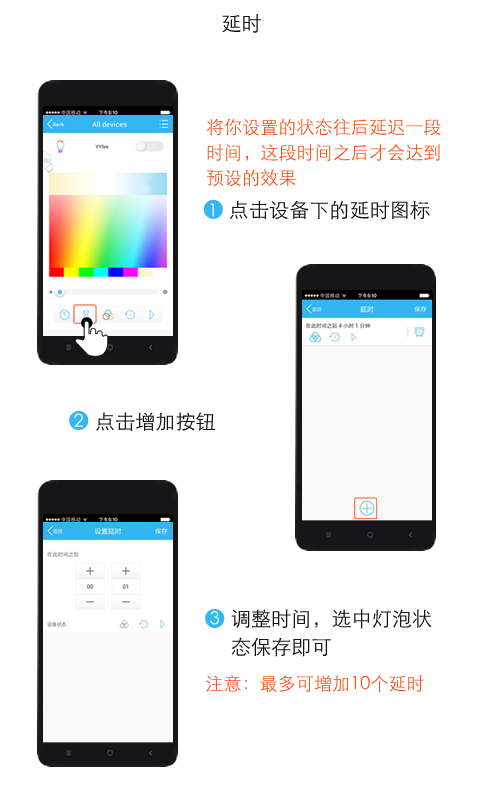 延时
中国移动 下午5:10
Back All devices
YYfee
将你设置的状态往后延迟一段
时间，这段时间之后才会达到
预设的效果
1 点击设备下的延时图标
中国移动 下午5:10
返回 延时 保存
在此时间之后 4 小时 1 分钟
2 点击增加按钮
中国移动 下午5:10
返回 设置延时 保存
在此时间之后
00 01
设备状态
3 调整时间，选中灯泡状
态保存即可
注意：最多可增加10个延时